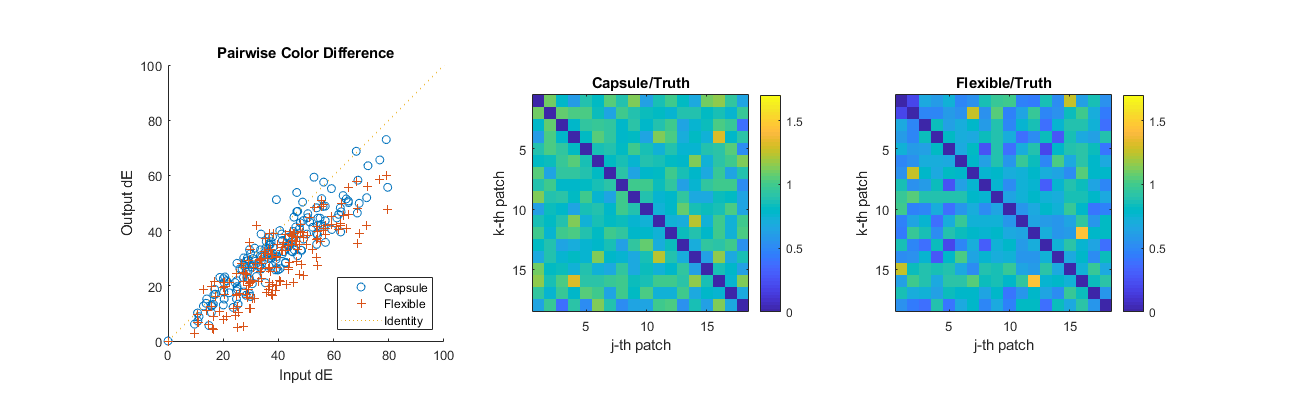 Pairwise Color Difference
100
80
60
40
20
0
Output dE
0 20 40 60 80 100
Input dE
Capsule
Flexible
Identity
Capsule/Truth
5
10
15
k-th patch
5 10 15
j-th patch
1.5
1
0.5
0
Flexible/Truth
5
10
15
k-th patch
5 10 15
j-th patch
1.5
1
0.5
0